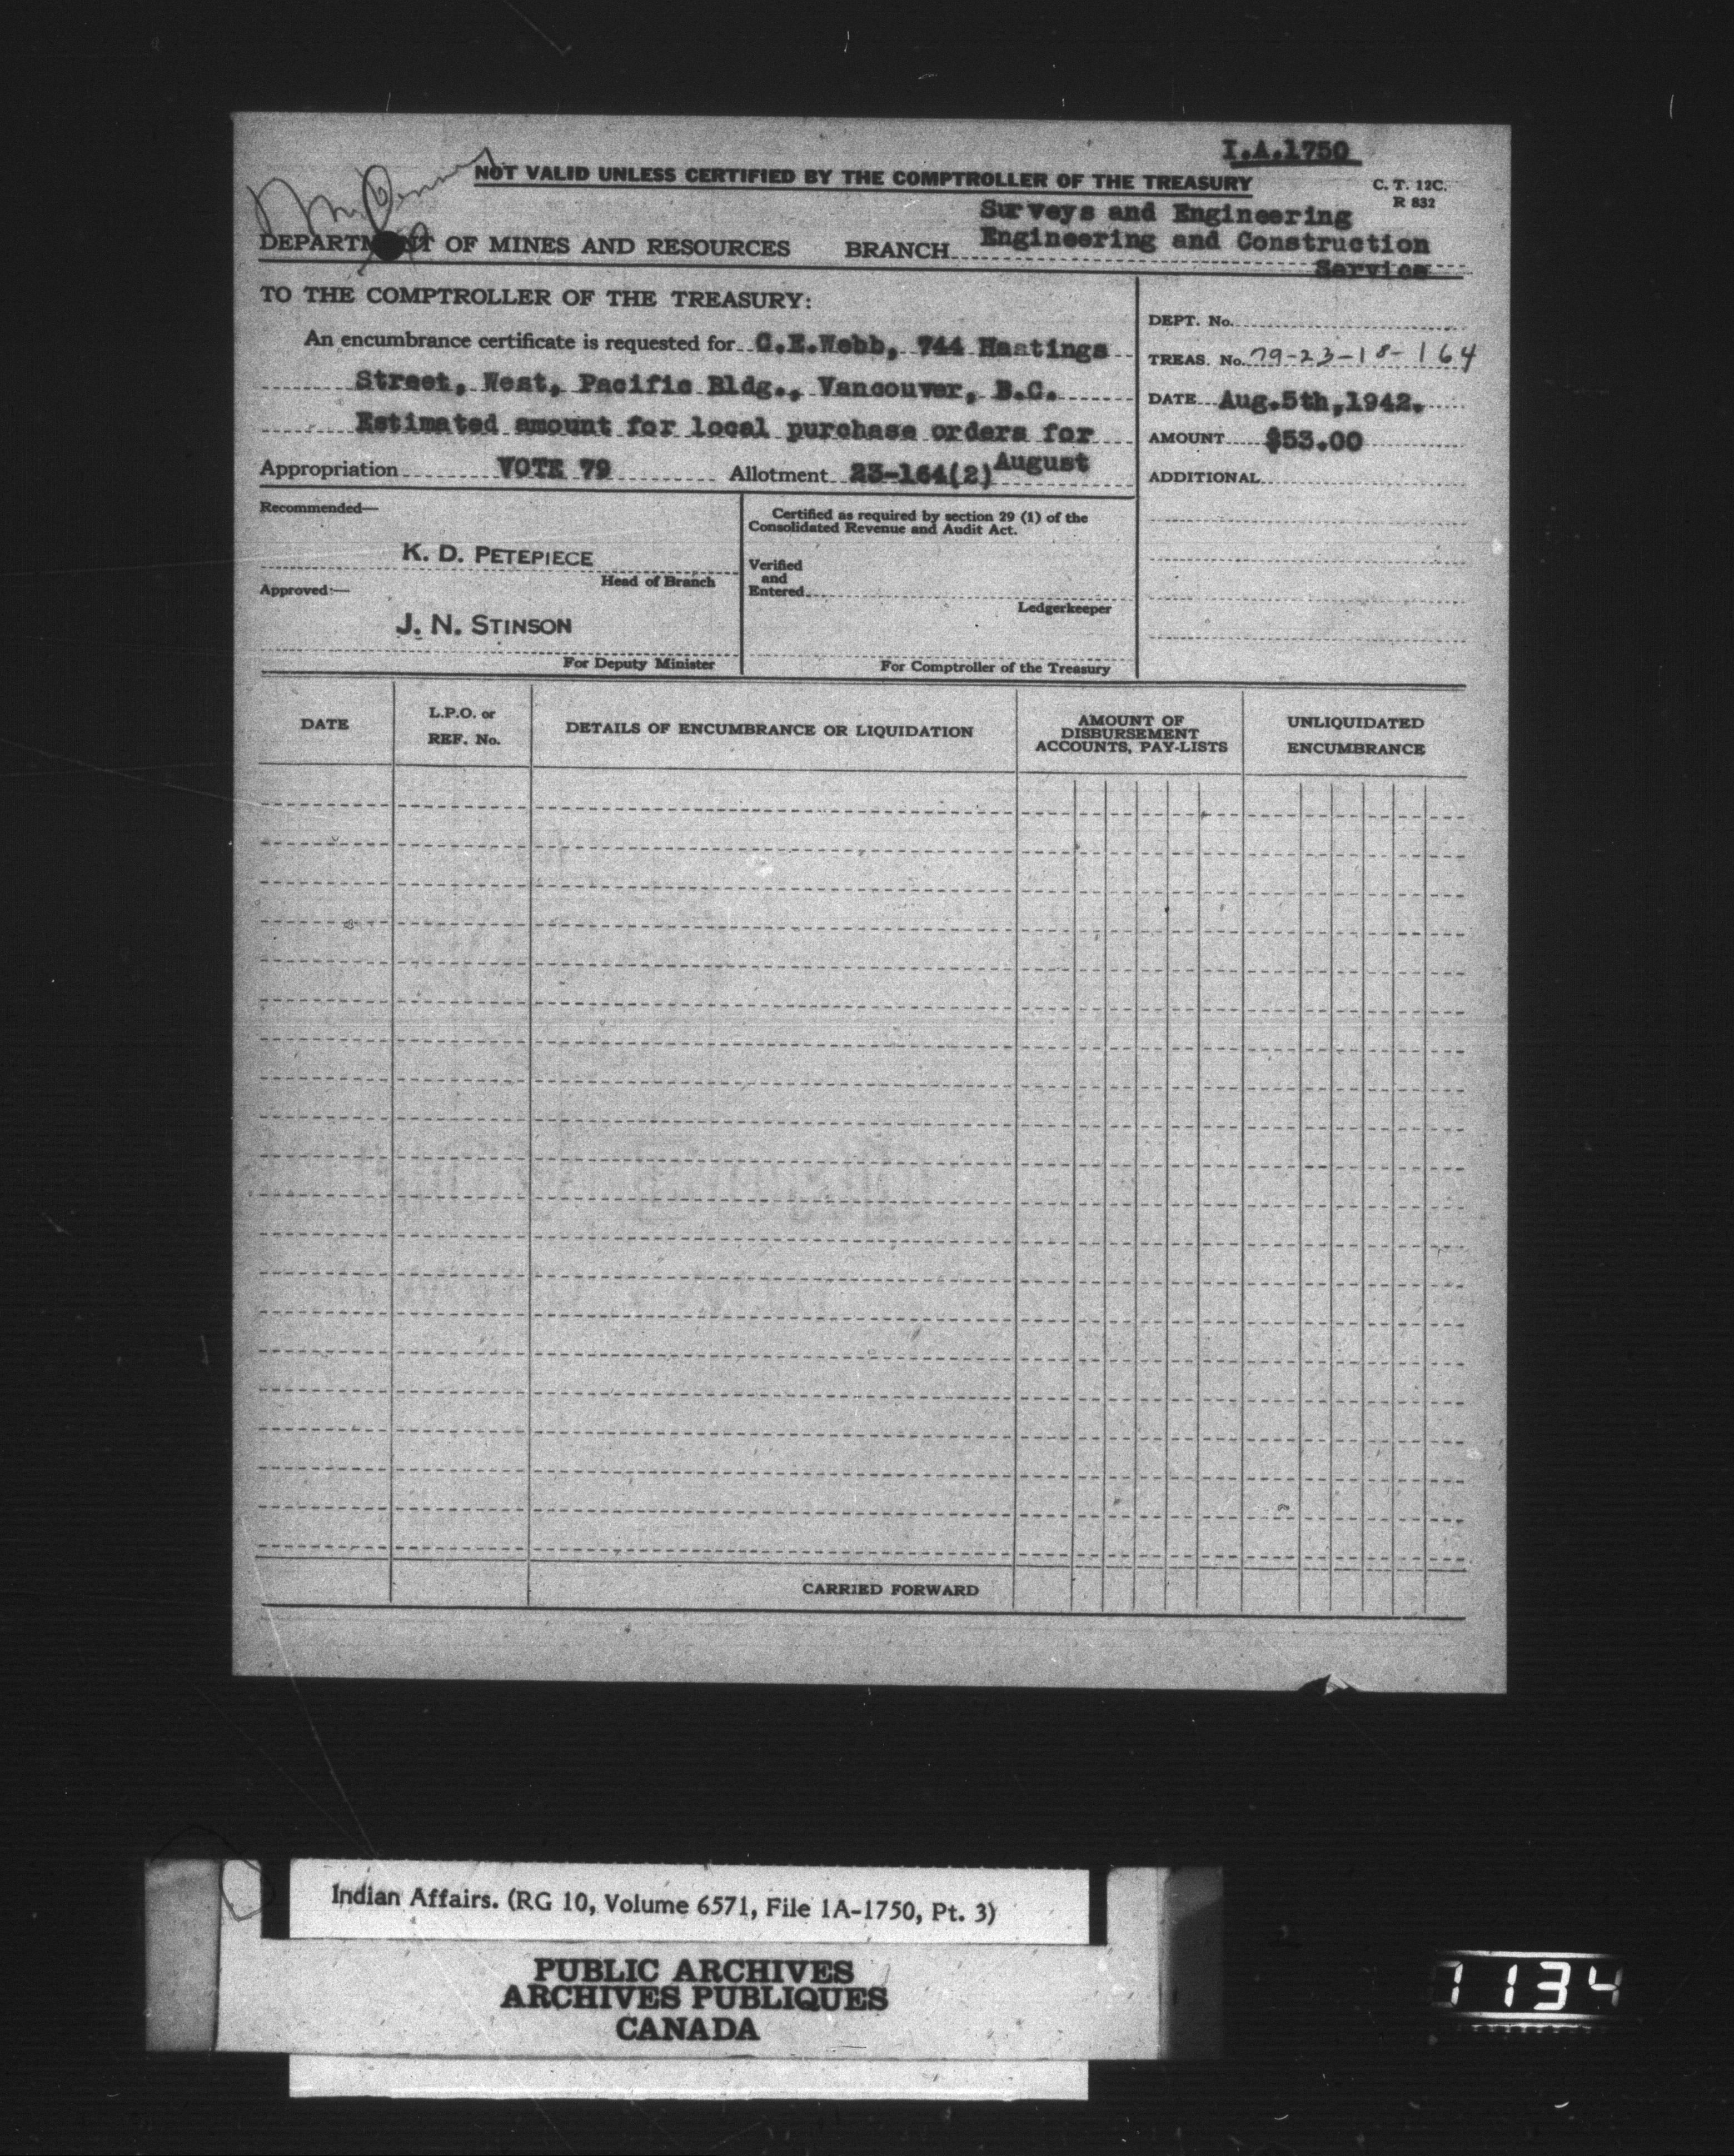 I.A.1750
NOT VALID UNLESS CERTIFIED BY THE COMPTROLLER OF THE TREASURY
C. T. 12C.
R 832
Surveys and Engineering
DEPARTMENT OF MINES AND RESOURCES BRANCH Engineering and Construction
Service
TO THE COMPTROLLER OF THE TREASURY:
An encumbrance certificate is requested for C.E.Webb, 744 Hastings
Street, West, Pacific Bldg., Vancouver, B.C.
Estimated amount for local purchase orders for
August
Appropriation VOTE 79 Allotment 23-164(2)
DEPT. No.
TREAS. No. 79-23-18-164
DATE Aug.5th,1942.
AMOUNT $53.00
ADDITIONAL
Recommended—
K. D. PETEPIECE
Head of Branch
Approved:—
J. N. STINSON
For Deputy Minister
Certified as required by section 29 (1) of the
Consolidated Revenue and Audit Act.
Verified
and
Entered
Ledgerkeeper
For Comptroller of the Treasury
DATE
L.P.O. or
REF. No.
DETAILS OF ENCUMBRANCE OR LIQUIDATION
AMOUNT OF
DISBURSEMENT
ACCOUNTS, PAY-LISTS
UNLIQUIDATED
ENCUMBRANCE
CARRIED FORWARD
Indian Affairs. (RG 10, Volume 6571, File 1A-1750, Pt. 3)
PUBLIC ARCHIVES
ARCHIVES PUBLIQUES
CANADA
1134